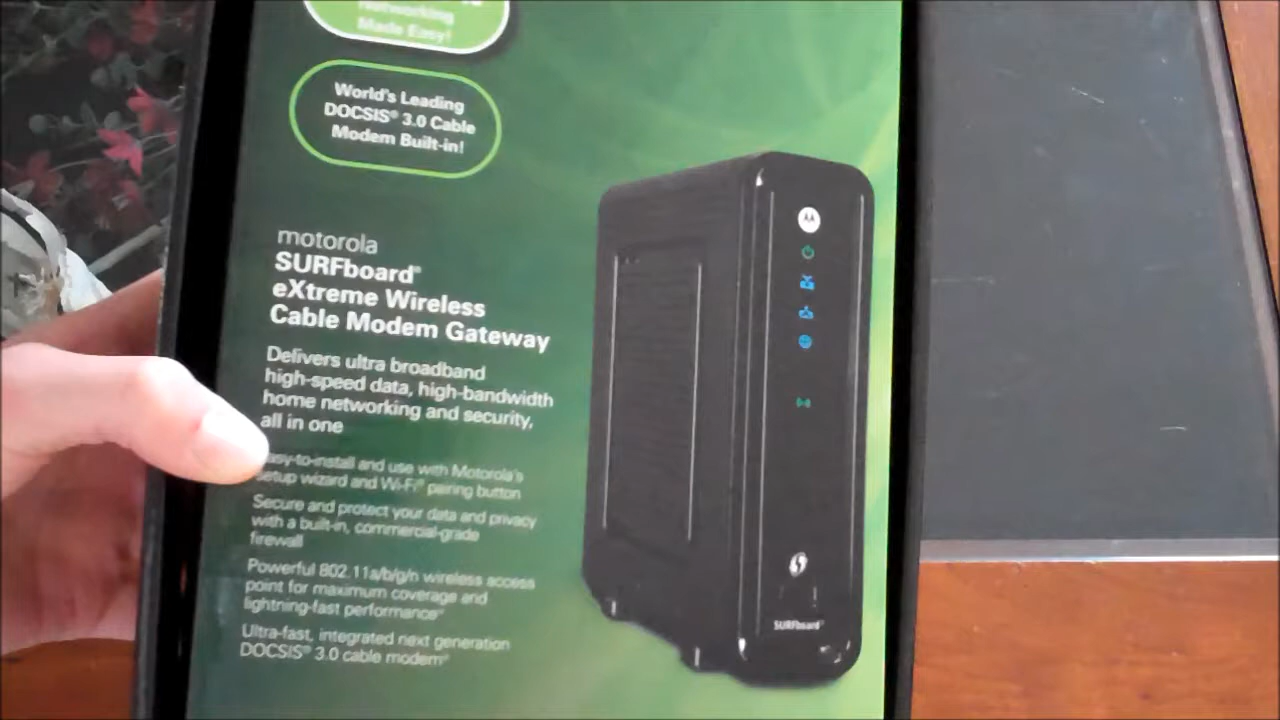 Networking
Made Easy!
World's Leading
DOCSIS® 3.0 Cable
Modem Built-in!
motorola
SURFboard®
eXtreme Wireless
Cable Modem Gateway
Delivers ultra broadband
high-speed data, high-bandwidth
home networking and security,
all in one
Easy-to-install and use with Motorola's
setup wizard and Wi-Fi® pairing button
Secure and protect your data and privacy
with a built-in, commercial-grade
firewall
Powerful 802.11a/b/g/n wireless access
point for maximum coverage and
lightning-fast performance*
Ultra-fast, integrated next generation
DOCSIS® 3.0 cable modem*
SURFboard™